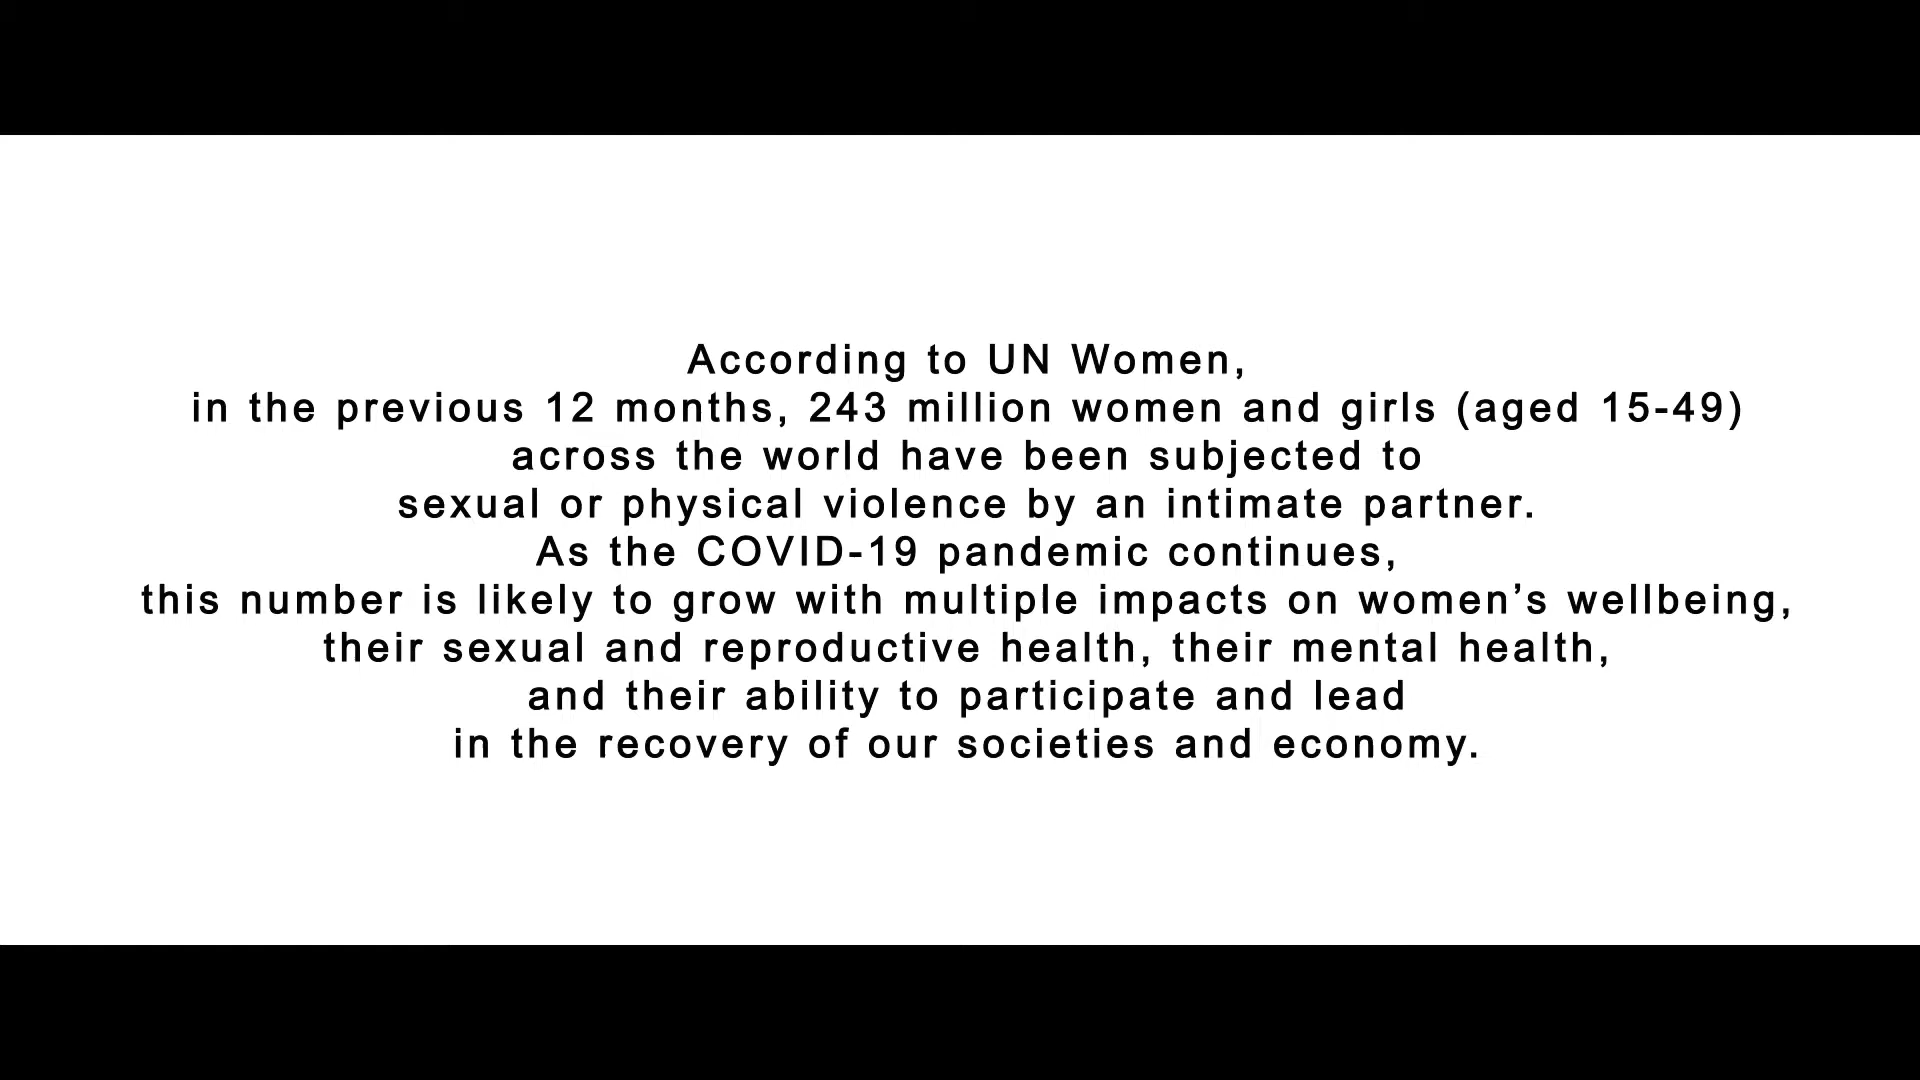 According to UN Women,
in the previous 12 months, 243 million women and girls (aged 15-49)
across the world have been subjected to
sexual or physical violence by an intimate partner.
As the COVID-19 pandemic continues,
this number is likely to grow with multiple impacts on women’s wellbeing,
their sexual and reproductive health, their mental health,
and their ability to participate and lead
in the recovery of our societies and economy.